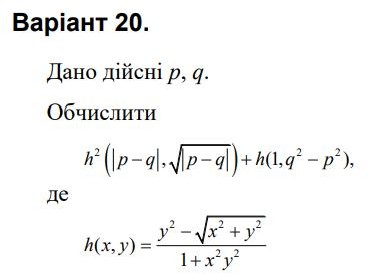 Варіант 20.
Дано дійсні p, q.
Обчислити
h²(|p−q|,√|p−q|)+h(1,q²−p²),
де
h(x,y)=(y²−√(x²+y²))/(1+x²y²)